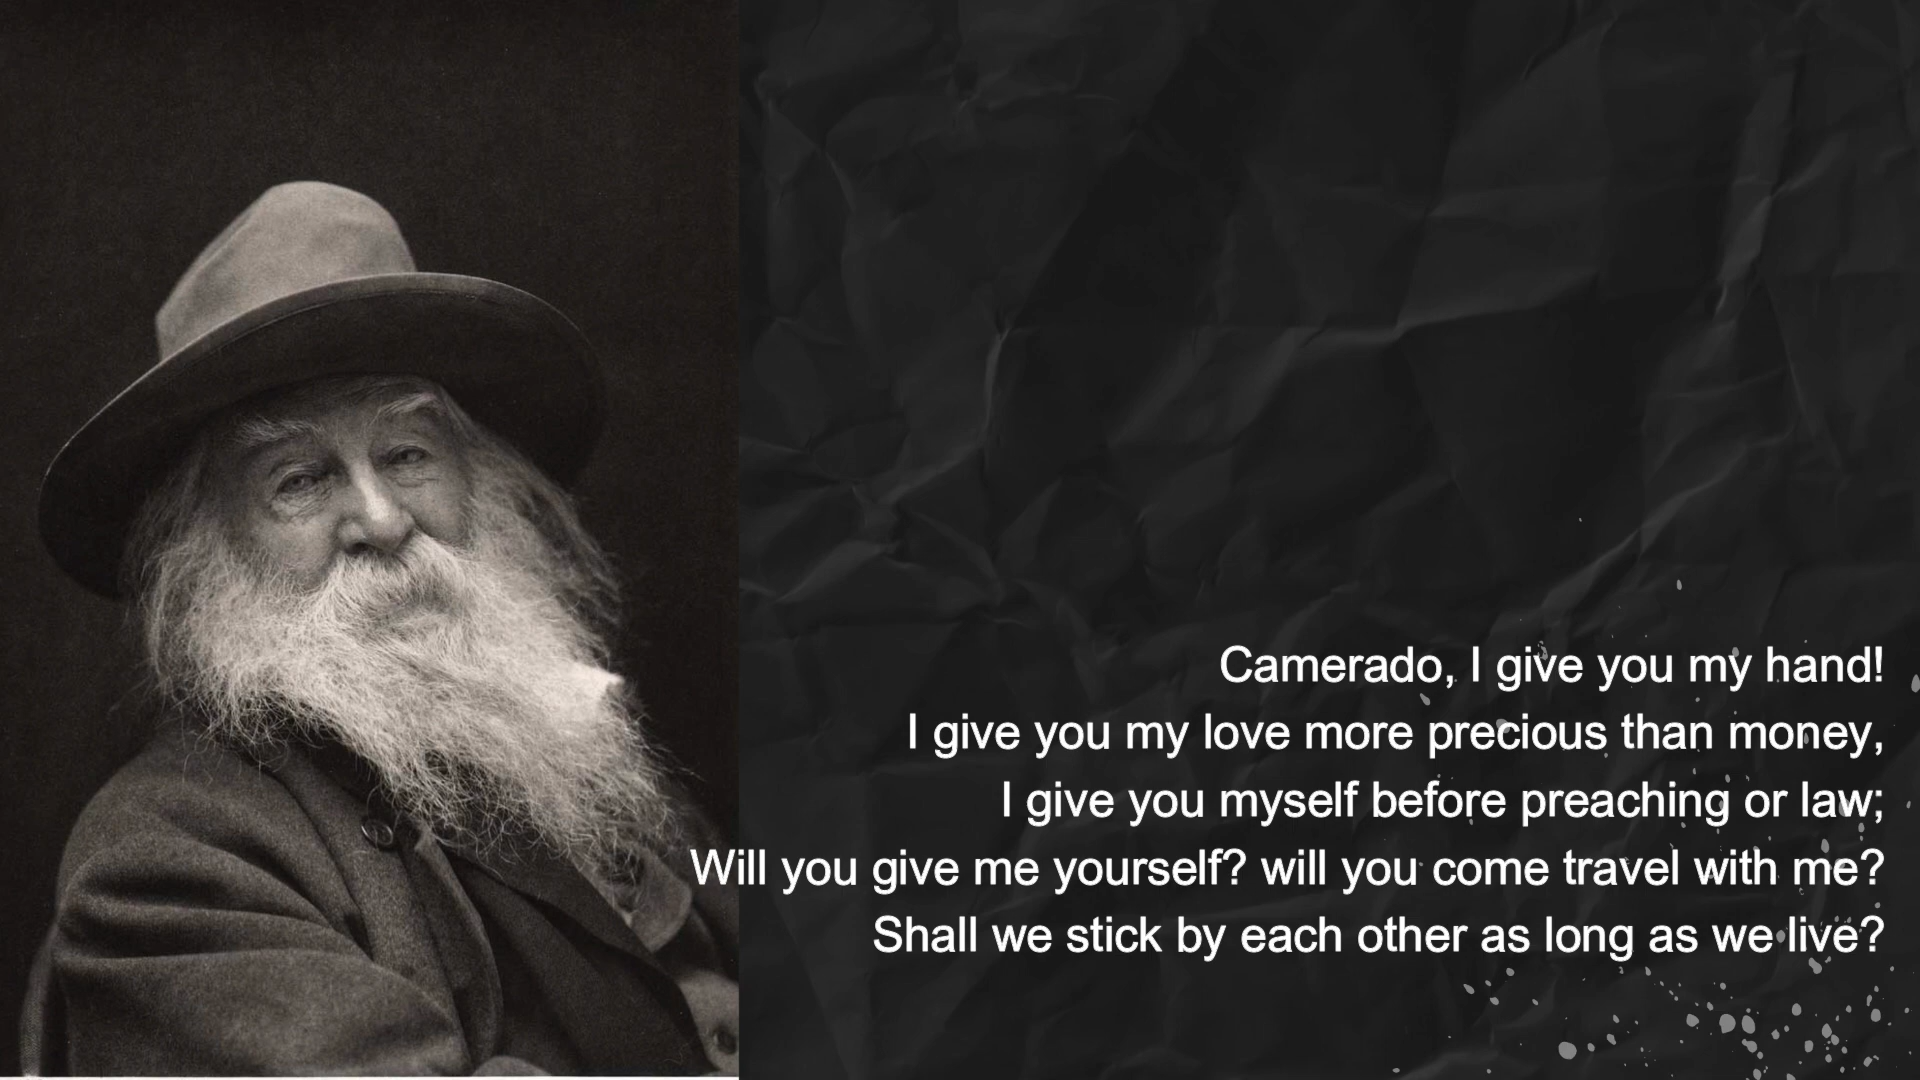 Camerado, I give you my hand!
I give you my love more precious than money,
I give you myself before preaching or law;
Will you give me yourself? will you come travel with me?
Shall we stick by each other as long as we live?